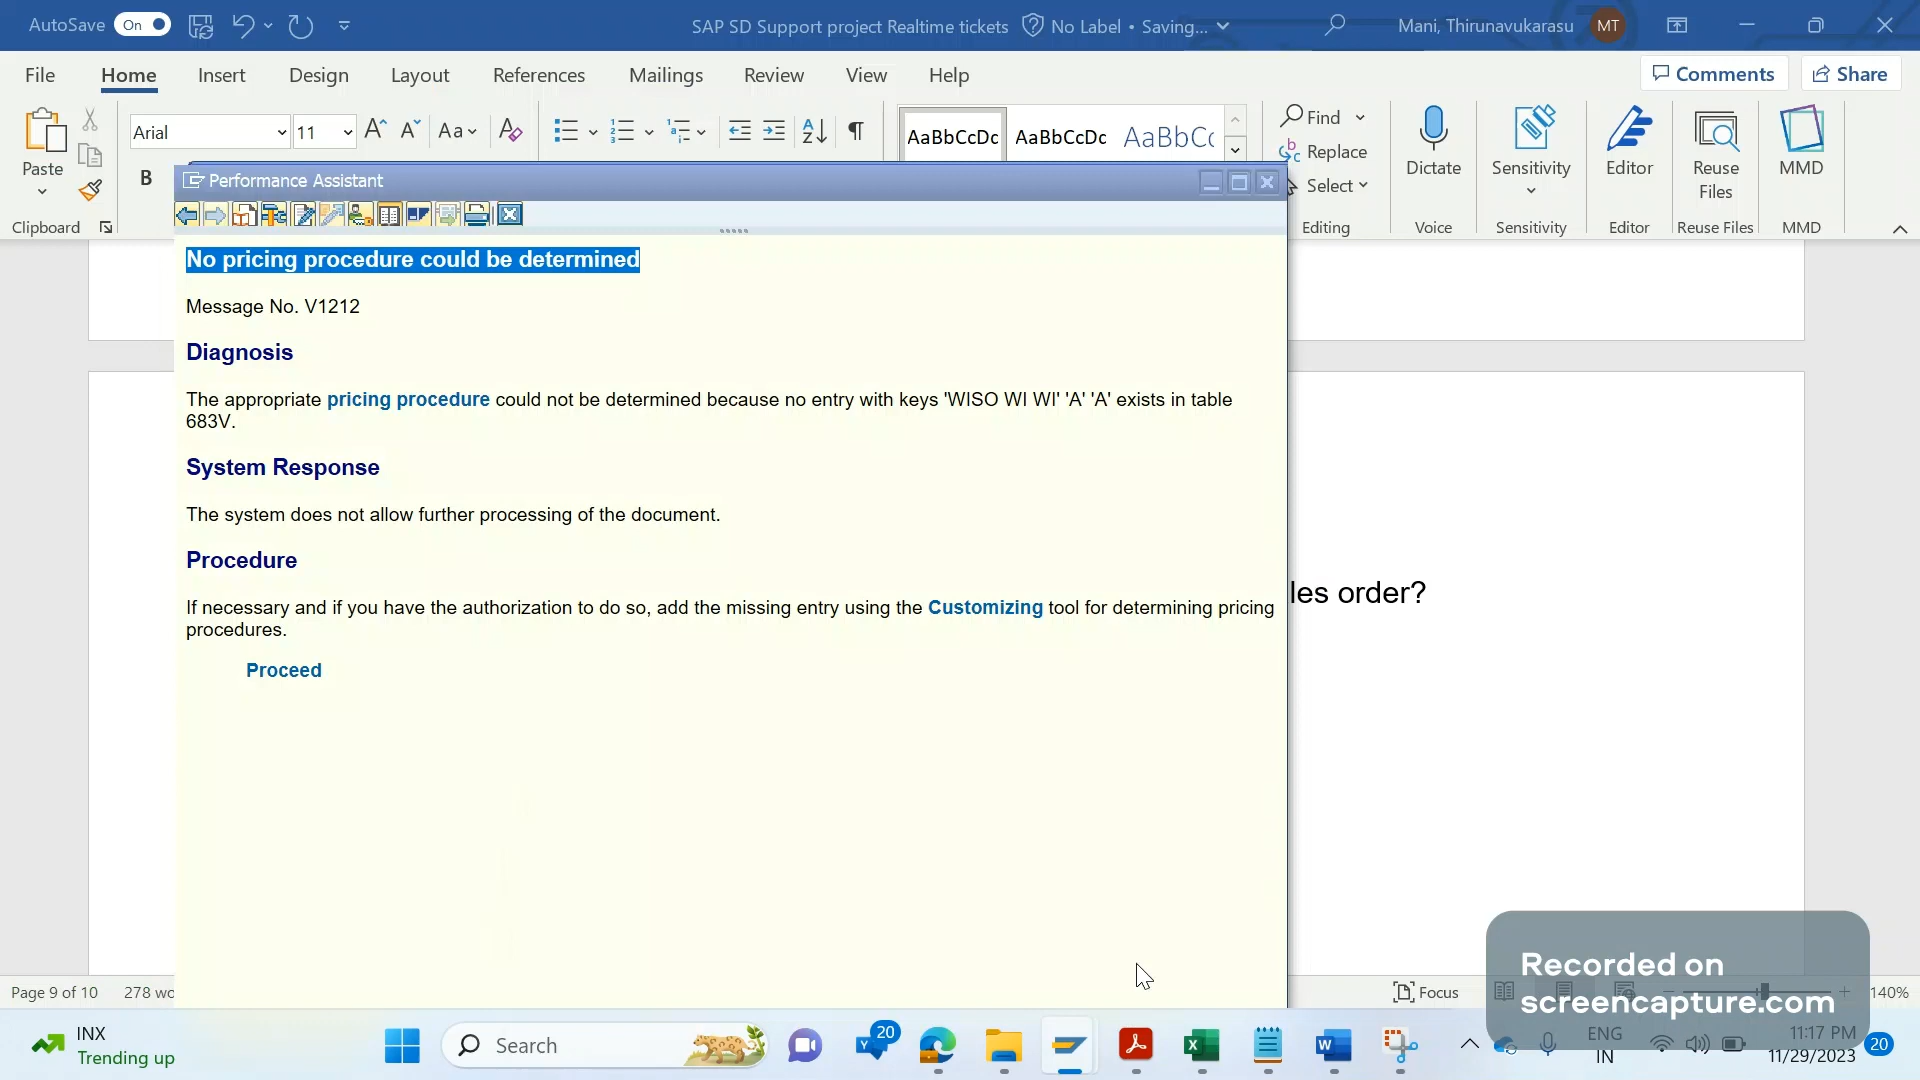 AutoSave On SAP SD Support project Realtime tickets No Label • Saving... Mani, Thirunavukarasu MT
File Home Insert Design Layout References Mailings Review View Help Comments Share
Paste
Clipboard
Arial 11 Aa
B
AaBbCcDc AaBbCcDc AaBbCc
Find
Replace
Select
Editing
Dictate
Voice
Sensitivity
Sensitivity
Editor
Editor
Reuse
Files
Reuse Files
MMD
MMD
Performance Assistant
No pricing procedure could be determined
Message No. V1212
Diagnosis
The appropriate pricing procedure could not be determined because no entry with keys 'WISO WI WI' 'A' 'A' exists in table
683V.
System Response
The system does not allow further processing of the document.
Procedure
If necessary and if you have the authorization to do so, add the missing entry using the Customizing tool for determining pricing
procedures.
Proceed
les order?
Page 9 of 10 278 wo
Focus
140%
Recorded on
screencapture.com
INX
Trending up
Search
20
ENG
IN
11:17 PM
11/29/2023
20